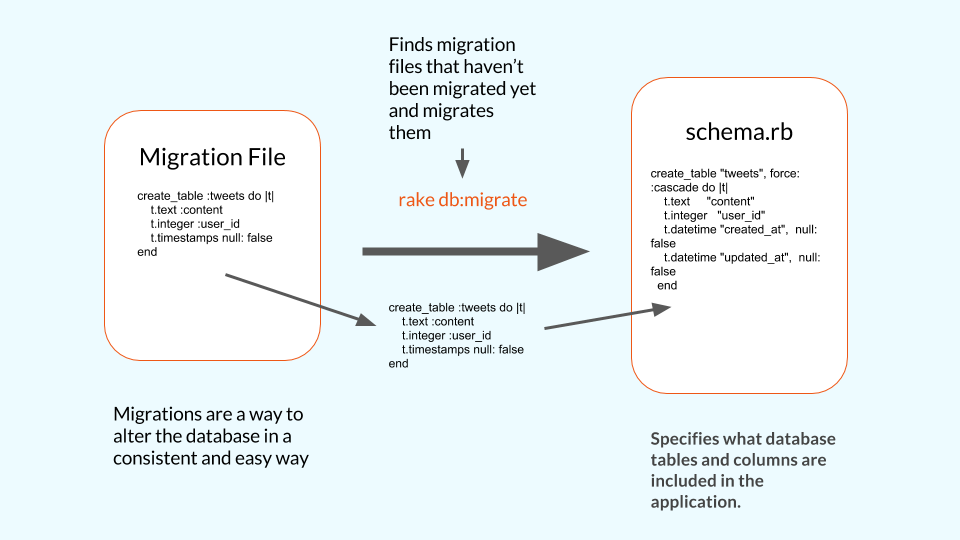 Finds migration
files that haven't
been migrated yet
and migrates
them
rake db:migrate
Migration File
create_table :tweets do |t|
    t.text :content
    t.integer :user_id
    t.timestamps null: false
end
create_table :tweets do |t|
    t.text :content
    t.integer :user_id
    t.timestamps null: false
end
schema.rb
create_table "tweets", force:
:cascade do |t|
    t.text     "content"
    t.integer   "user_id"
    t.datetime "created_at",  null:
false
    t.datetime "updated_at",  null:
false
  end
Migrations are a way to
alter the database in a
consistent and easy way
Specifies what database
tables and columns are
included in the
application.